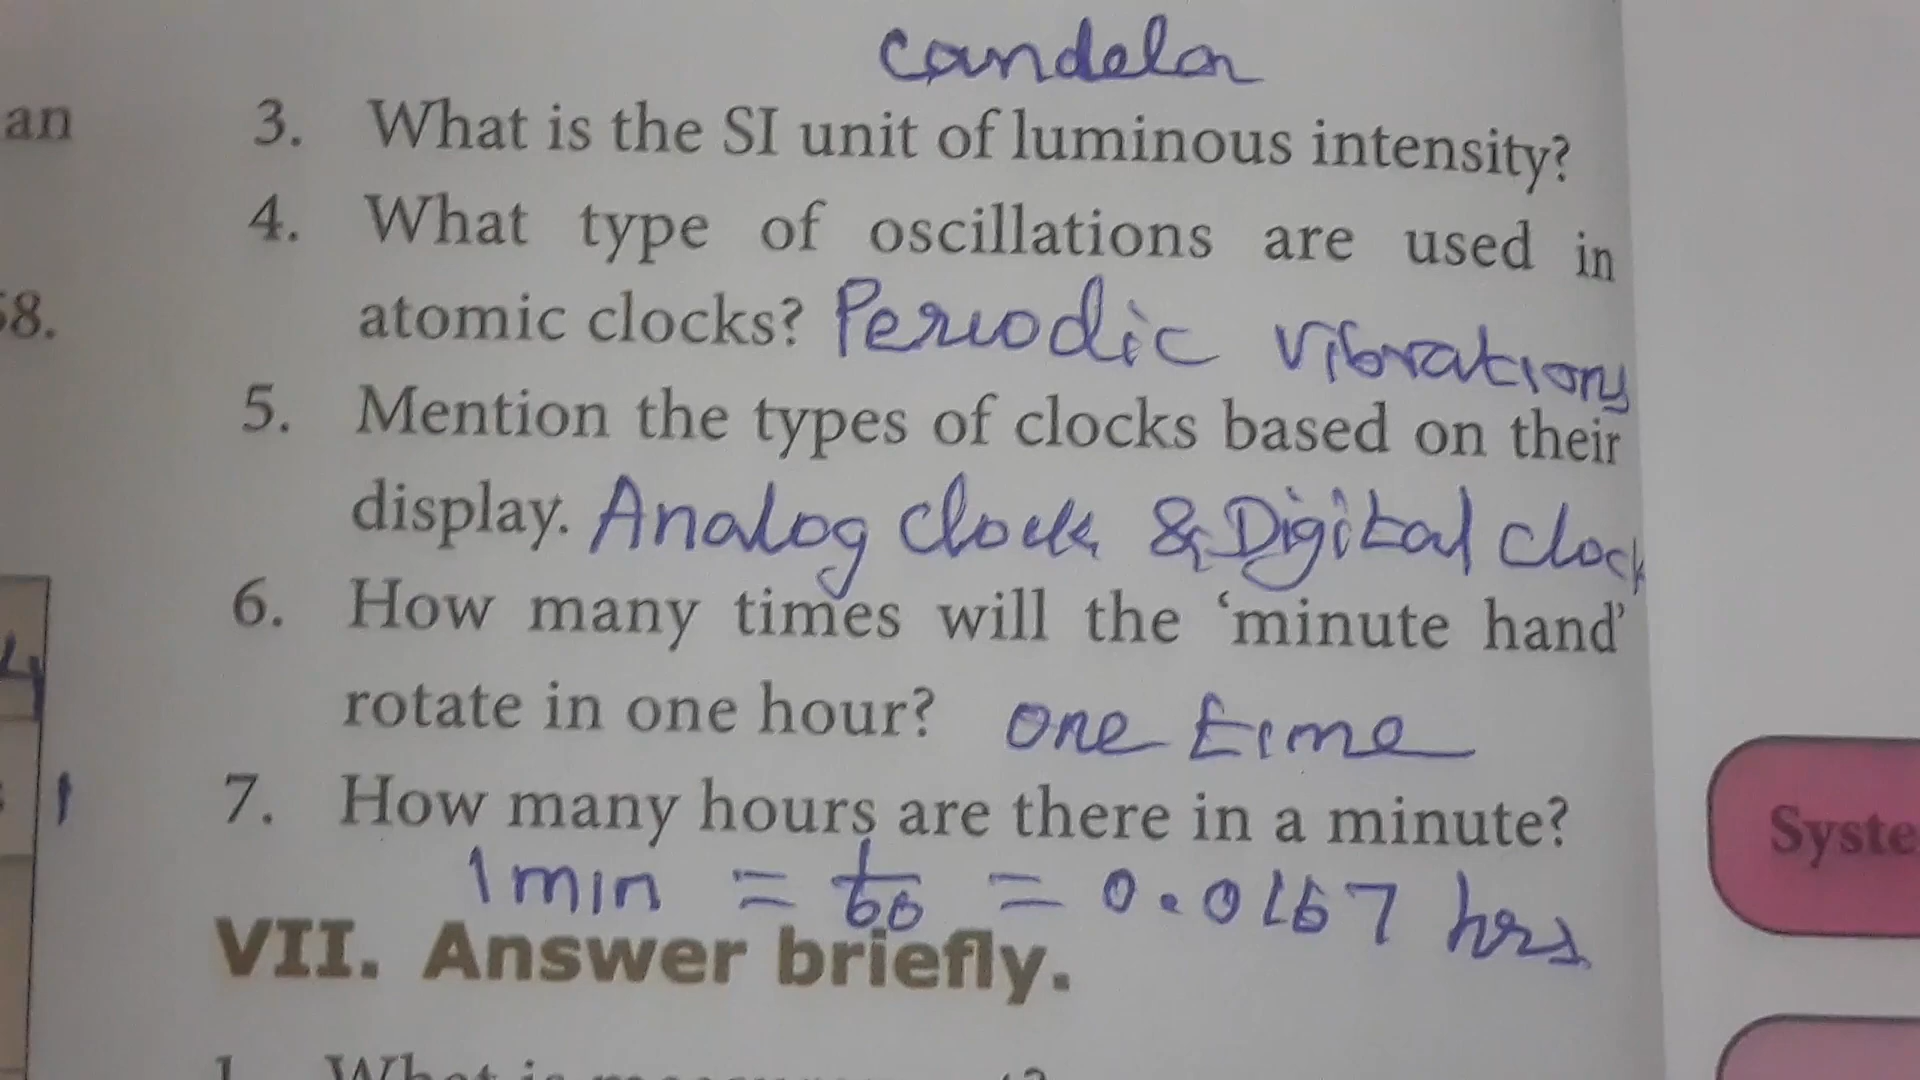 candela
an
3. What is the SI unit of luminous intensity?
4. What type of oscillations are used in
atomic clocks? Periodic vibrations
58.
5. Mention the types of clocks based on their
display. Analog clock & Digital clock
6. How many times will the ‘minute hand’
rotate in one hour? one time
7. How many hours are there in a minute?
1 min = 1/60 = 0.0167 hrs
Syste
VII. Answer briefly.